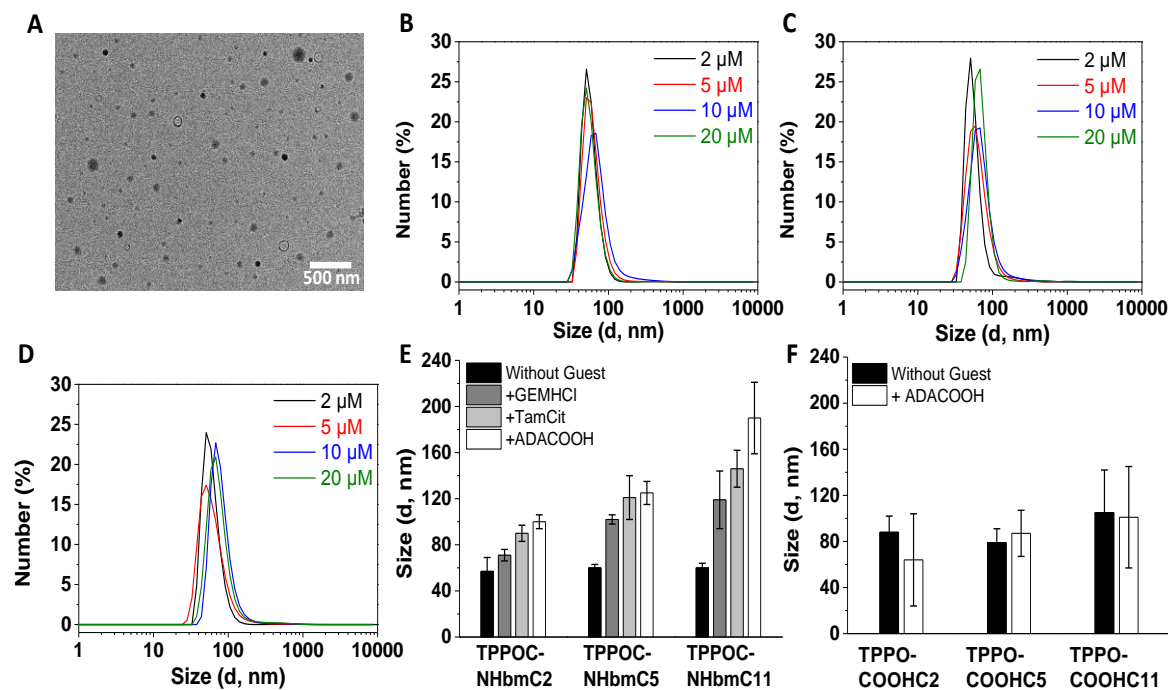 A
500 nm
B
Number (%)
30
25
20
15
10
5
0
2 µM
5 µM
10 µM
20 µM
1 10 100 1000 10000
Size (d, nm)
C
Number (%)
30
25
20
15
10
5
0
2 µM
5 µM
10 µM
20 µM
1 10 100 1000 10000
Size (d, nm)
D
Number (%)
30
25
20
15
10
5
0
2 µM
5 µM
10 µM
20 µM
1 10 100 1000 10000
Size (d, nm)
E
Size (d, nm)
240
200
160
120
80
40
0
Without Guest
+GEMHCl
+TamCit
+ADACOOH
TPPOC- TPPOC- TPPOC-
NHbmC2 NHbmC5 NHbmC11
F
Size (d, nm)
240
200
160
120
80
40
0
Without Guest
+ ADACOOH
TPPO- TPPO- TPPO-
COOHC2 COOHC5 COOHC11